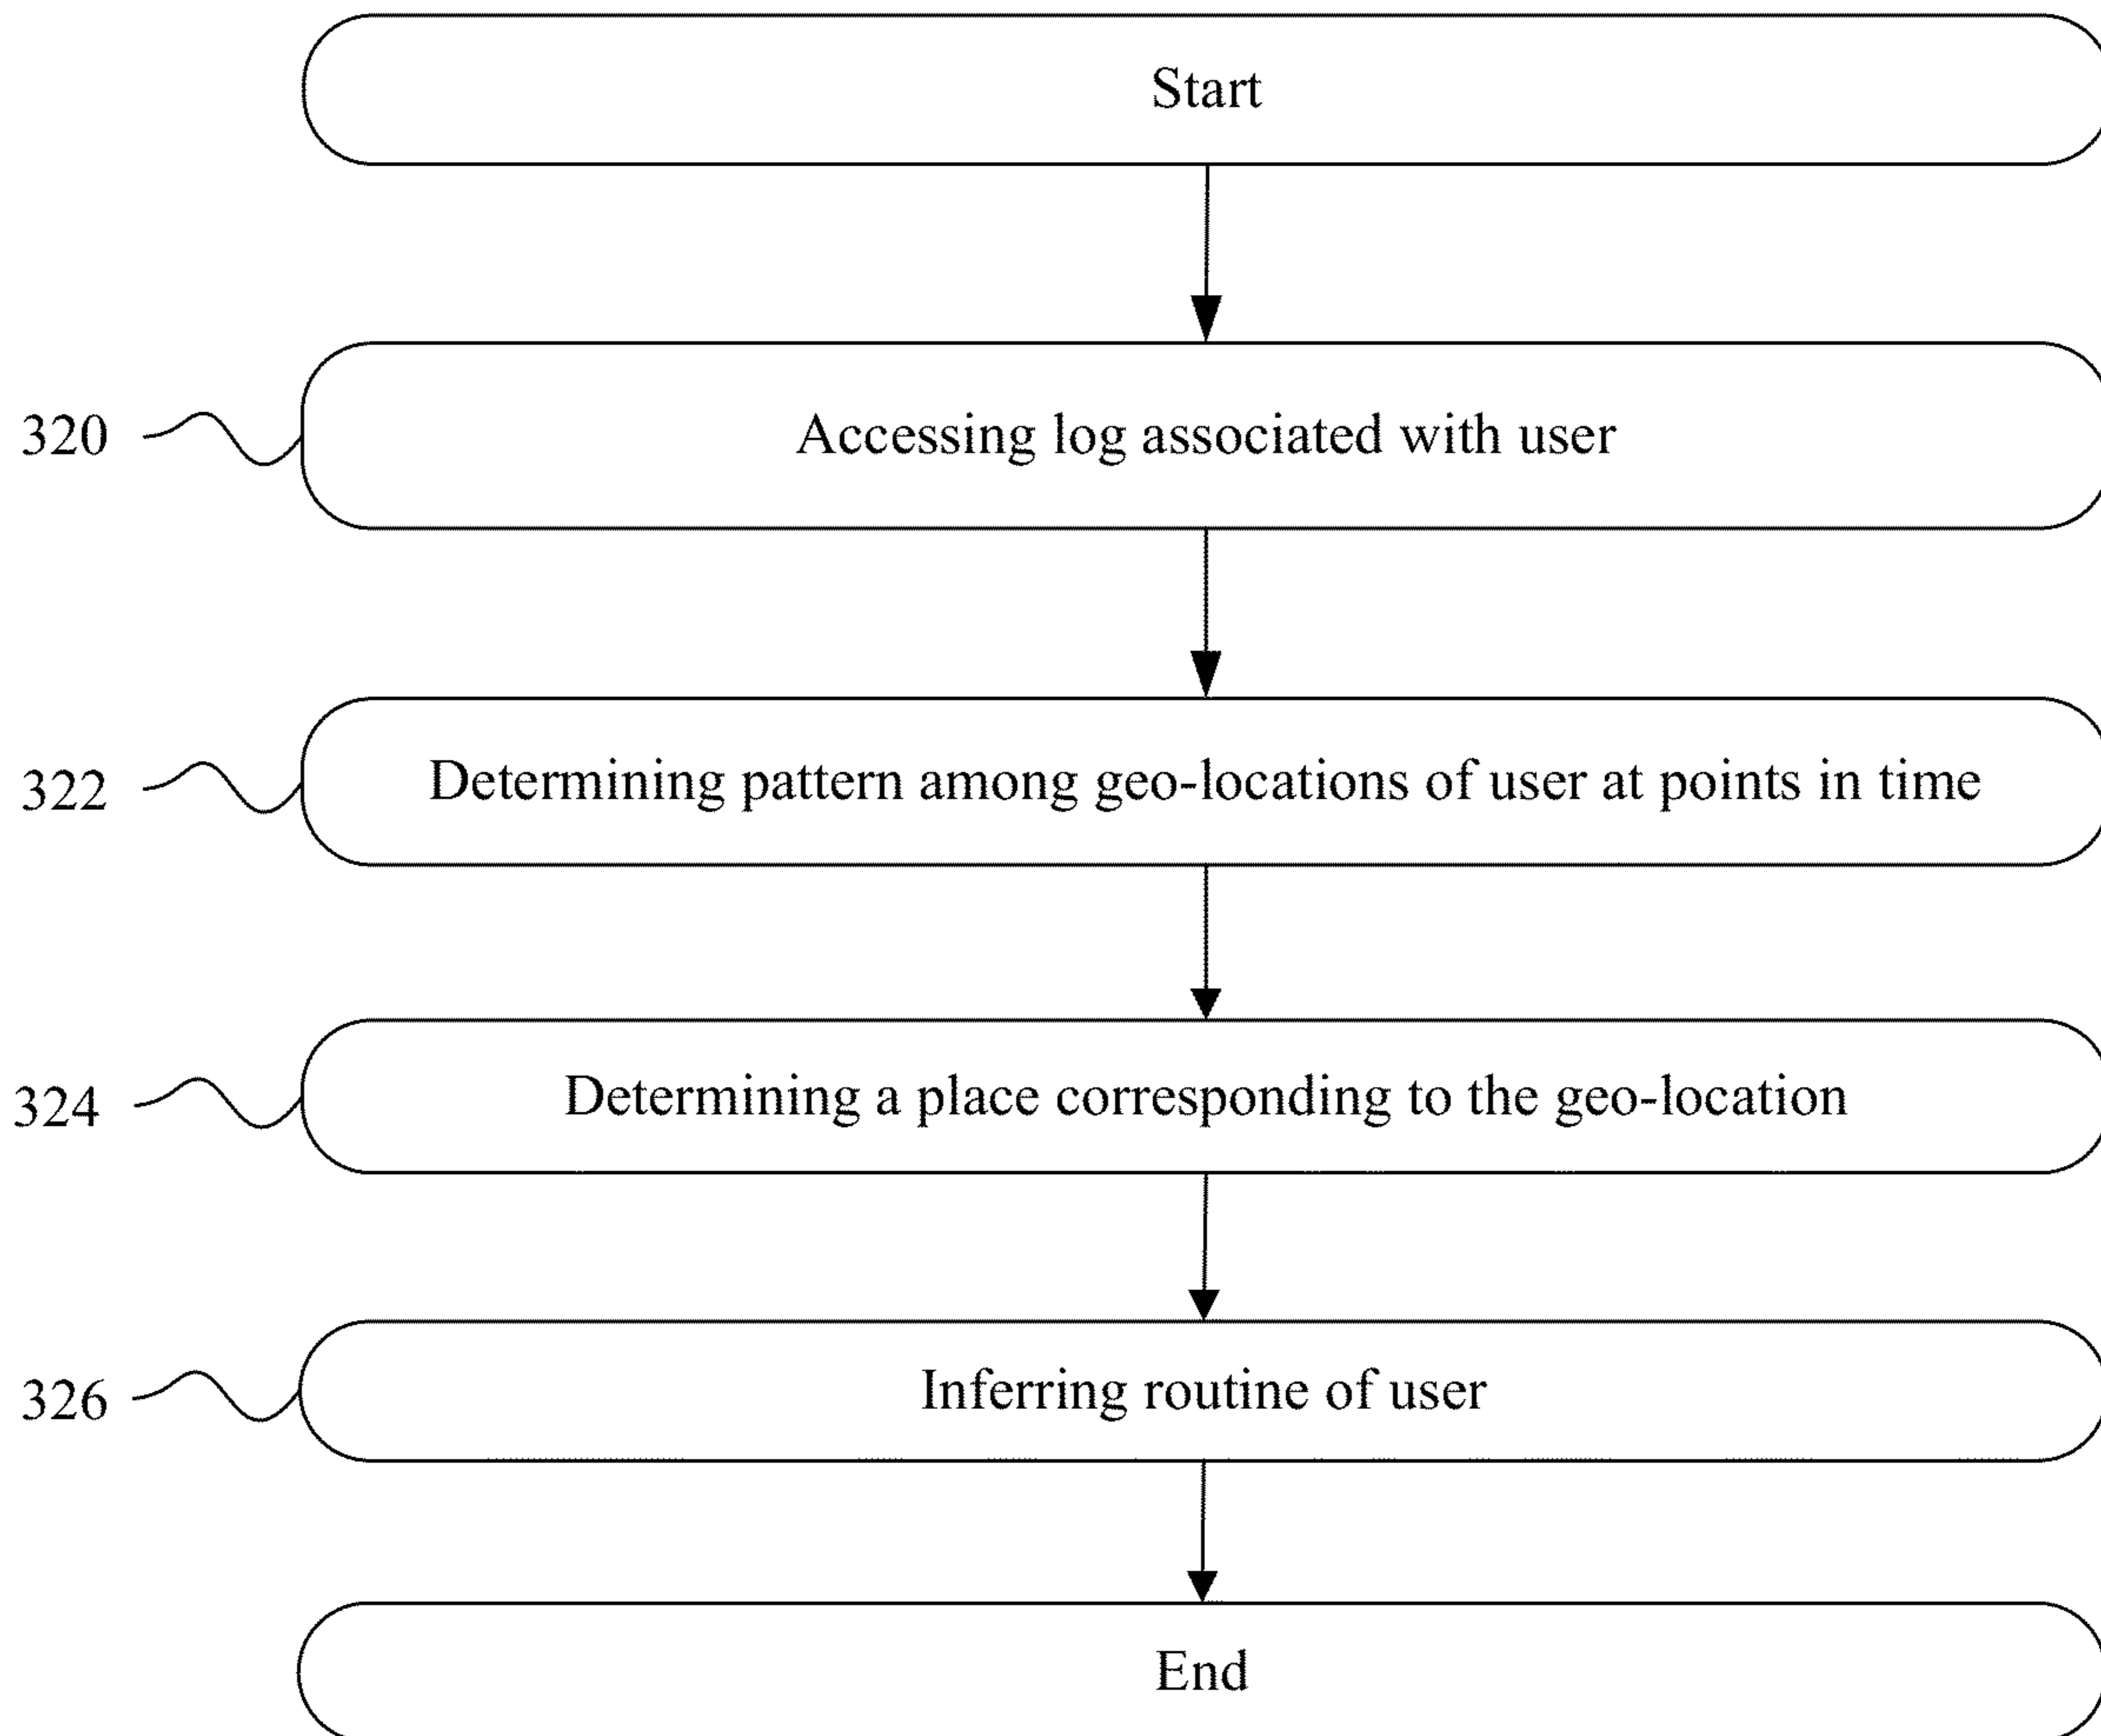 Start
320 Accessing log associated with user
322 Determining pattern among geo-locations of user at points in time
324 Determining a place corresponding to the geo-location
326 Inferring routine of user
End